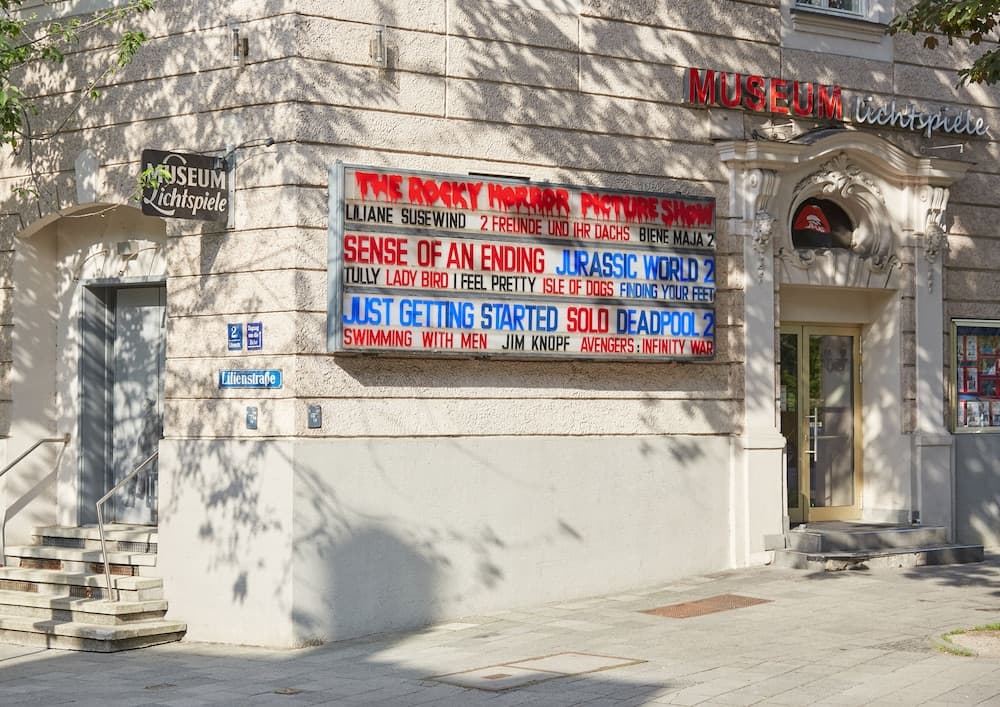 MUSEUM lichtspiele
MUSEUM
Lichtspiele
THE ROCKY HORROR PICTURE SHOW
LILIANE SUSEWIND 2 FREUNDE UND IHR DACHS BIENE MAJA 2
SENSE OF AN ENDING JURASSIC WORLD 2
TULLY LADY BIRD I FEEL PRETTY ISLE OF DOGS FINDING YOUR FEET
JUST GETTING STARTED SOLO DEADPOOL 2
SWIMMING WITH MEN JIM KNOPF AVENGERS: INFINITY WAR
2
Lilienstraße